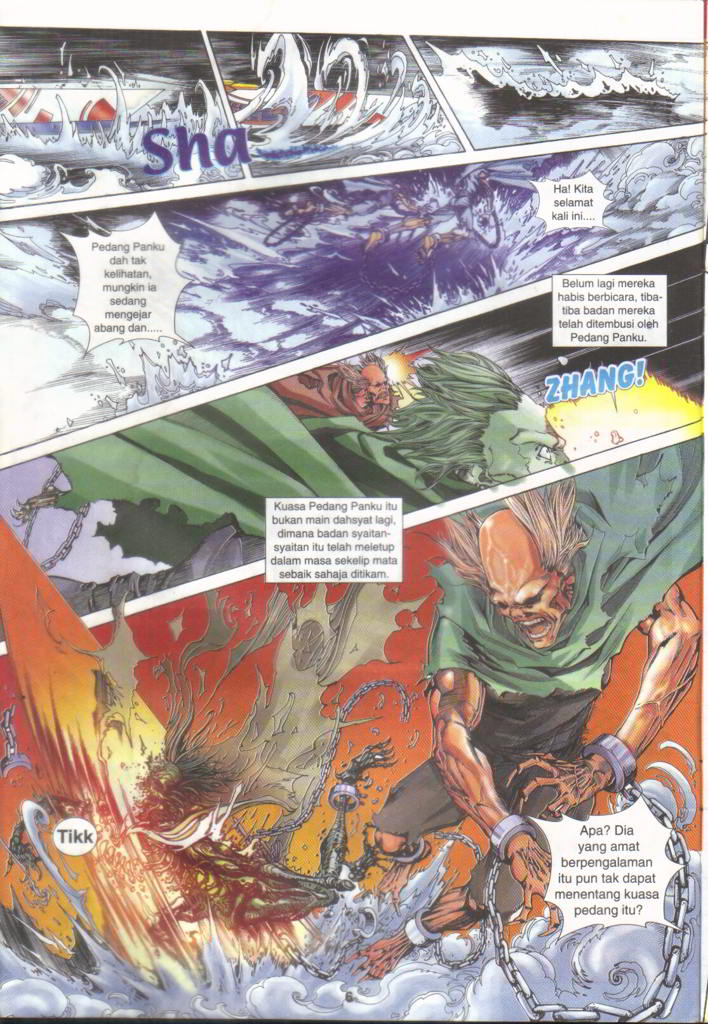 Sha
Ha! Kita
selamat
kali ini....
Pedang Panku
dah tak
kelihatan,
mungkin ia
sedang
mengejar
abang dan.....
Belum lagi mereka
habis berbicara, tiba-
tiba badan mereka
telah ditembusi oleh
Pedang Panku.
ZHANG!
Kuasa Pedang Panku itu
bukan main dahsyat lagi,
dimana badan syaitan-
syaitan itu telah meletup
dalam masa sekelip mata
sebaik sahaja ditikam.
Tikk
Apa? Dia
yang amat
berpengalaman
itu pun tak dapat
menentang kuasa
pedang itu?
6